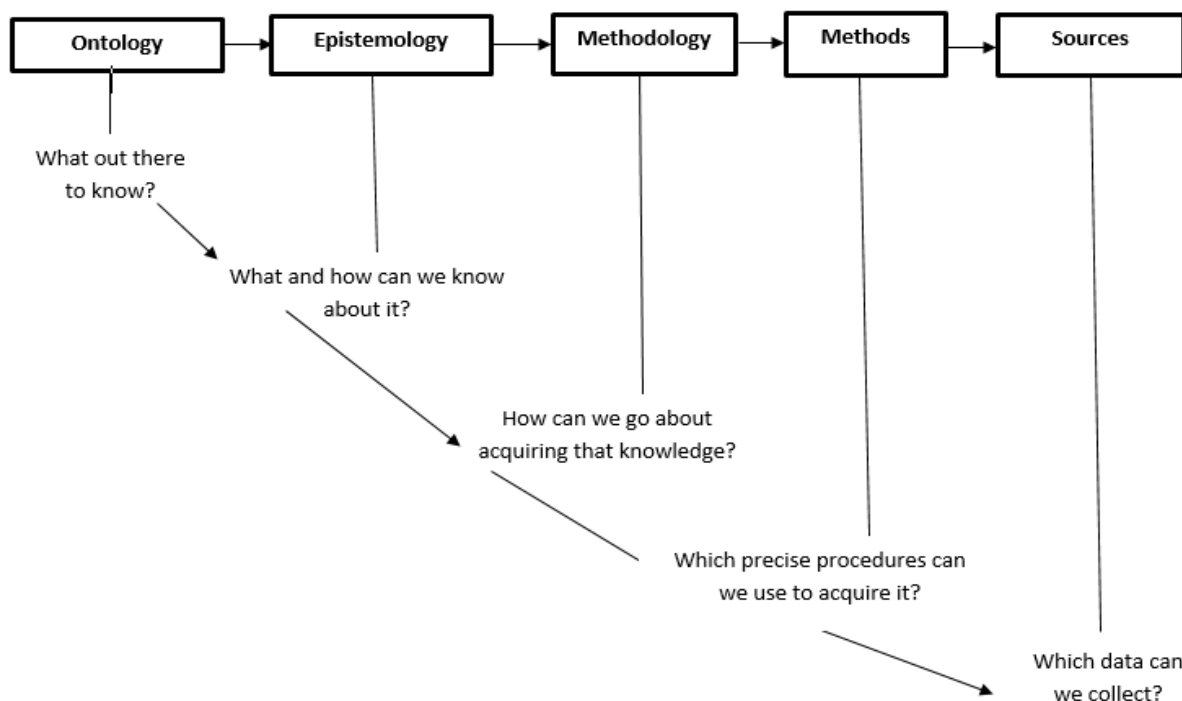 Ontology
Epistemology
Methodology
Methods
Sources
What out there
to know?
What and how can we know
about it?
How can we go about
acquiring that knowledge?
Which precise procedures can
we use to acquire it?
Which data can
we collect?